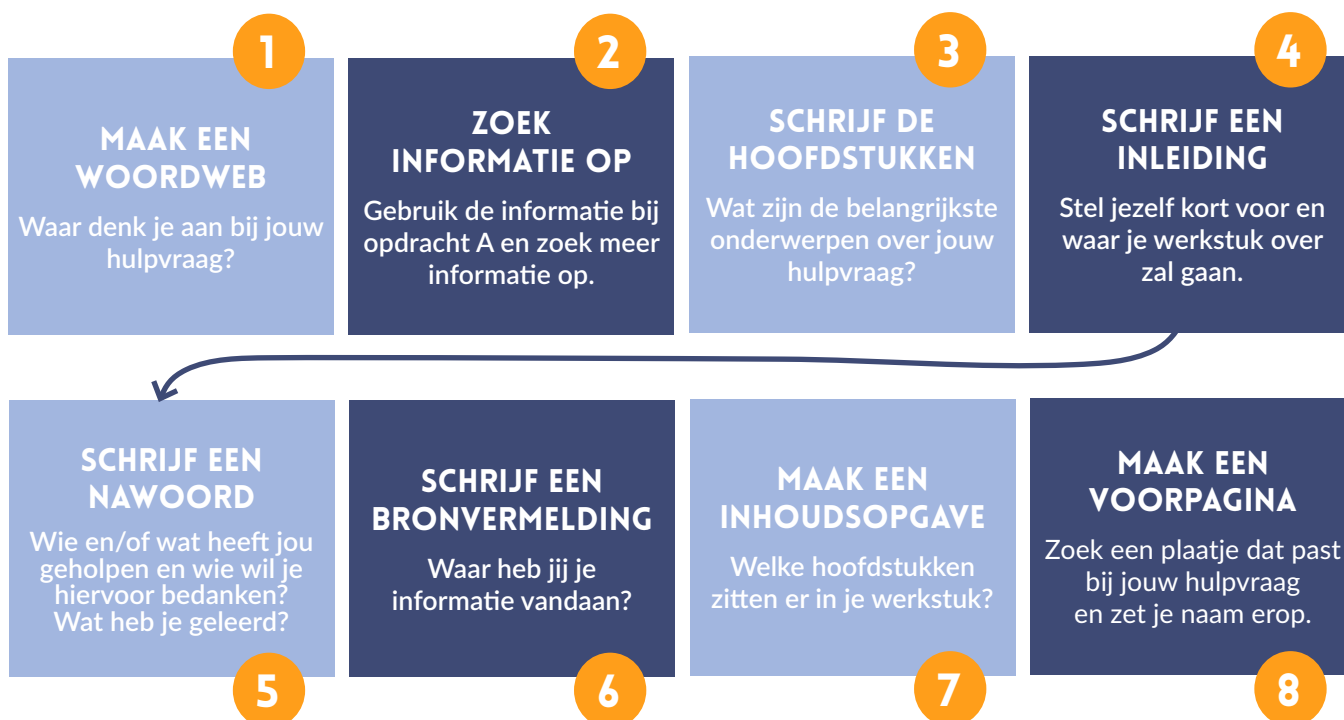 1
MAAK EEN
WOORDWEB
Waar denk je aan bij jouw
hulpvraag?
2
ZOEK
INFORMATIE OP
Gebruik de informatie bij
opdracht A en zoek meer
informatie op.
3
SCHRIJF DE
HOOFDSTUKKEN
Wat zijn de belangrijkste
onderwerpen over jouw
hulpvraag?
4
SCHRIJF EEN
INLEIDING
Stel jezelf kort voor en
waar je werkstuk over
zal gaan.
SCHRIJF EEN
NAWOORD
Wie en/of wat heeft jou
geholpen en wie wil je
hiervoor bedanken?
Wat heb je geleerd?
5
SCHRIJF EEN
BRONVERMELDING
Waar heb jij je
informatie vandaan?
6
MAAK EEN
INHOUDSOPGAVE
Welke hoofdstukken
zitten er in je werkstuk?
7
MAAK EEN
VOORPAGINA
Zoek een plaatje dat past
bij jouw hulpvraag
en zet je naam erop.
8